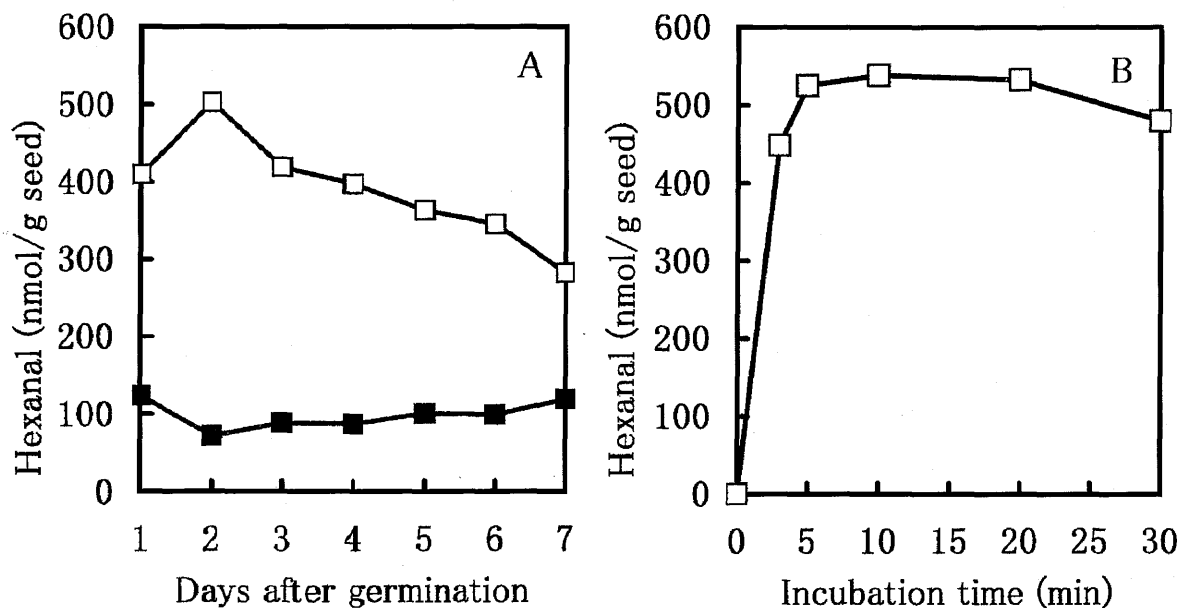 A
Hexanal (nmol/g seed)
600
500
400
300
200
100
0
1 2 3 4 5 6 7
Days after germination
B
Hexanal (nmol/g seed)
600
500
400
300
200
100
0
0 5 10 15 20 25 30
Incubation time (min)